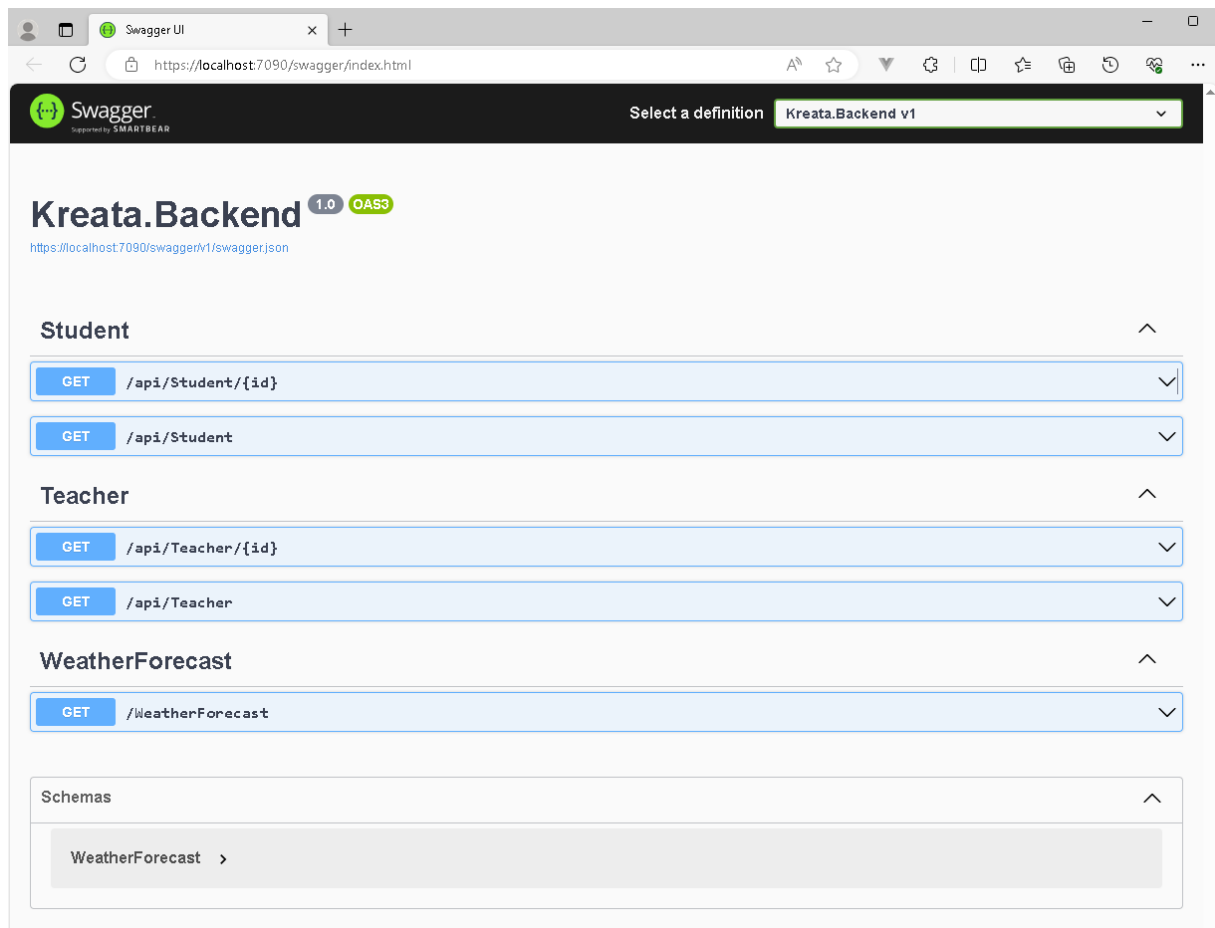 Swagger UI
https://localhost:7090/swagger/index.html
Swagger.
Supported by SMARTBEAR
Select a definition
Kreata.Backend v1
Kreata.Backend 1.0 OAS3
https://localhost:7090/swagger/v1/swagger.json
Student
GET /api/Student/{id}
GET /api/Student
Teacher
GET /api/Teacher/{id}
GET /api/Teacher
WeatherForecast
GET /WeatherForecast
Schemas
WeatherForecast